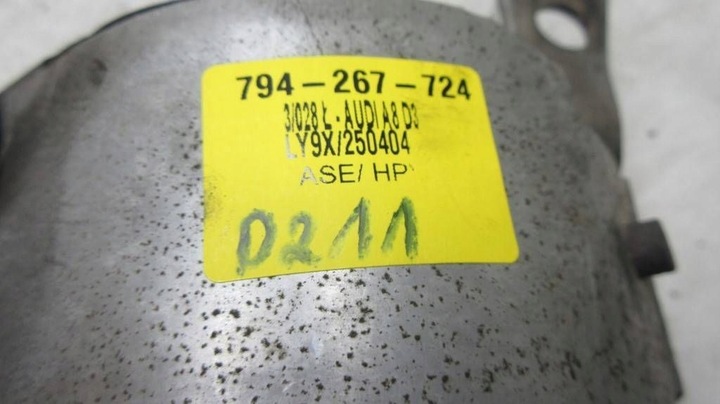 794-267-724
3/028 Ł - AUDI A8 D3
LY9X/250404
ASE/ HP
D211